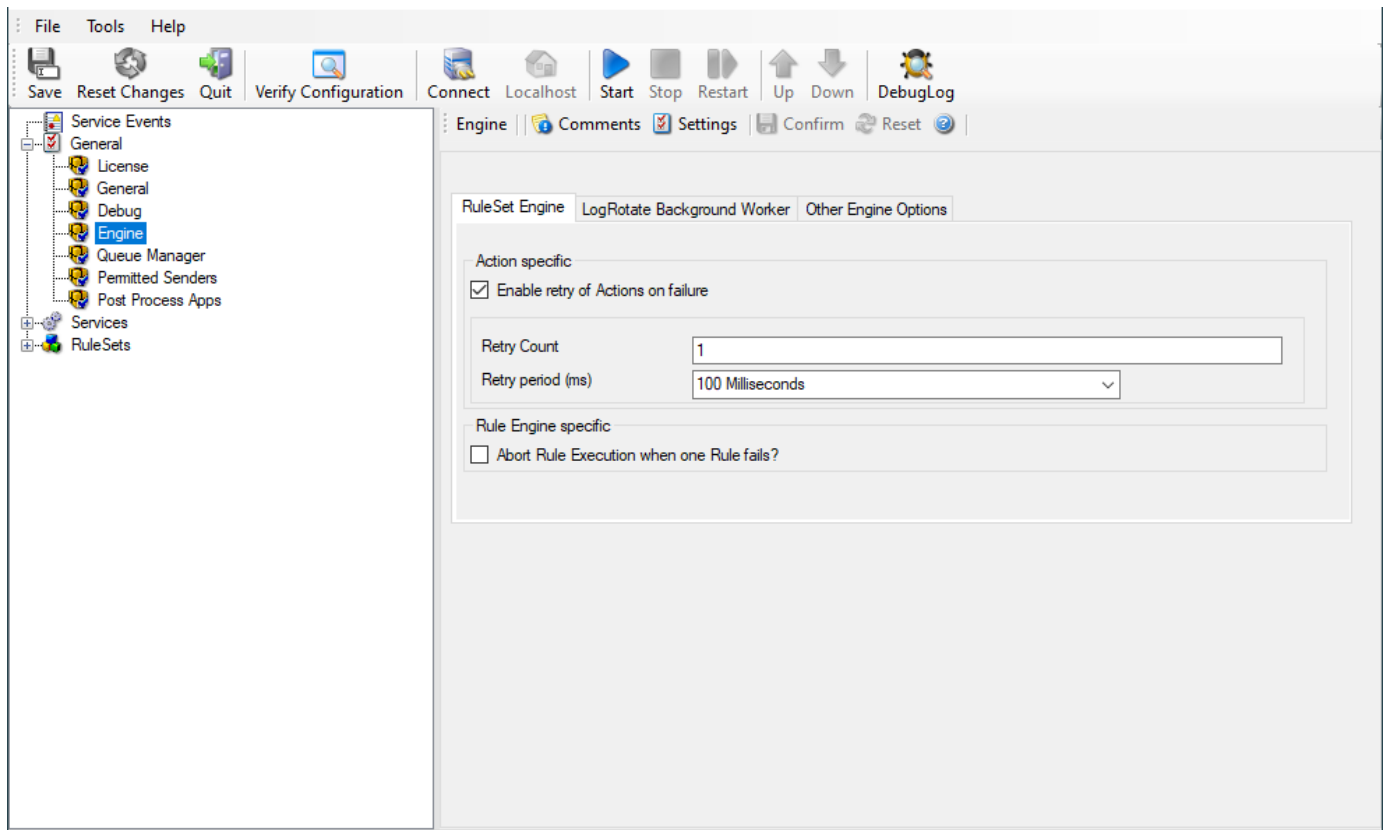 File Tools Help
Save Reset Changes Quit Verify Configuration Connect Localhost Start Stop Restart Up Down DebugLog
Service Events
General
License
General
Debug
Engine
Queue Manager
Permitted Senders
Post Process Apps
Services
RuleSets
Engine Comments Settings Confirm Reset
RuleSet Engine LogRotate Background Worker Other Engine Options
Action specific
Enable retry of Actions on failure
Retry Count 1
Retry period (ms) 100 Milliseconds
Rule Engine specific
Abort Rule Execution when one Rule fails?